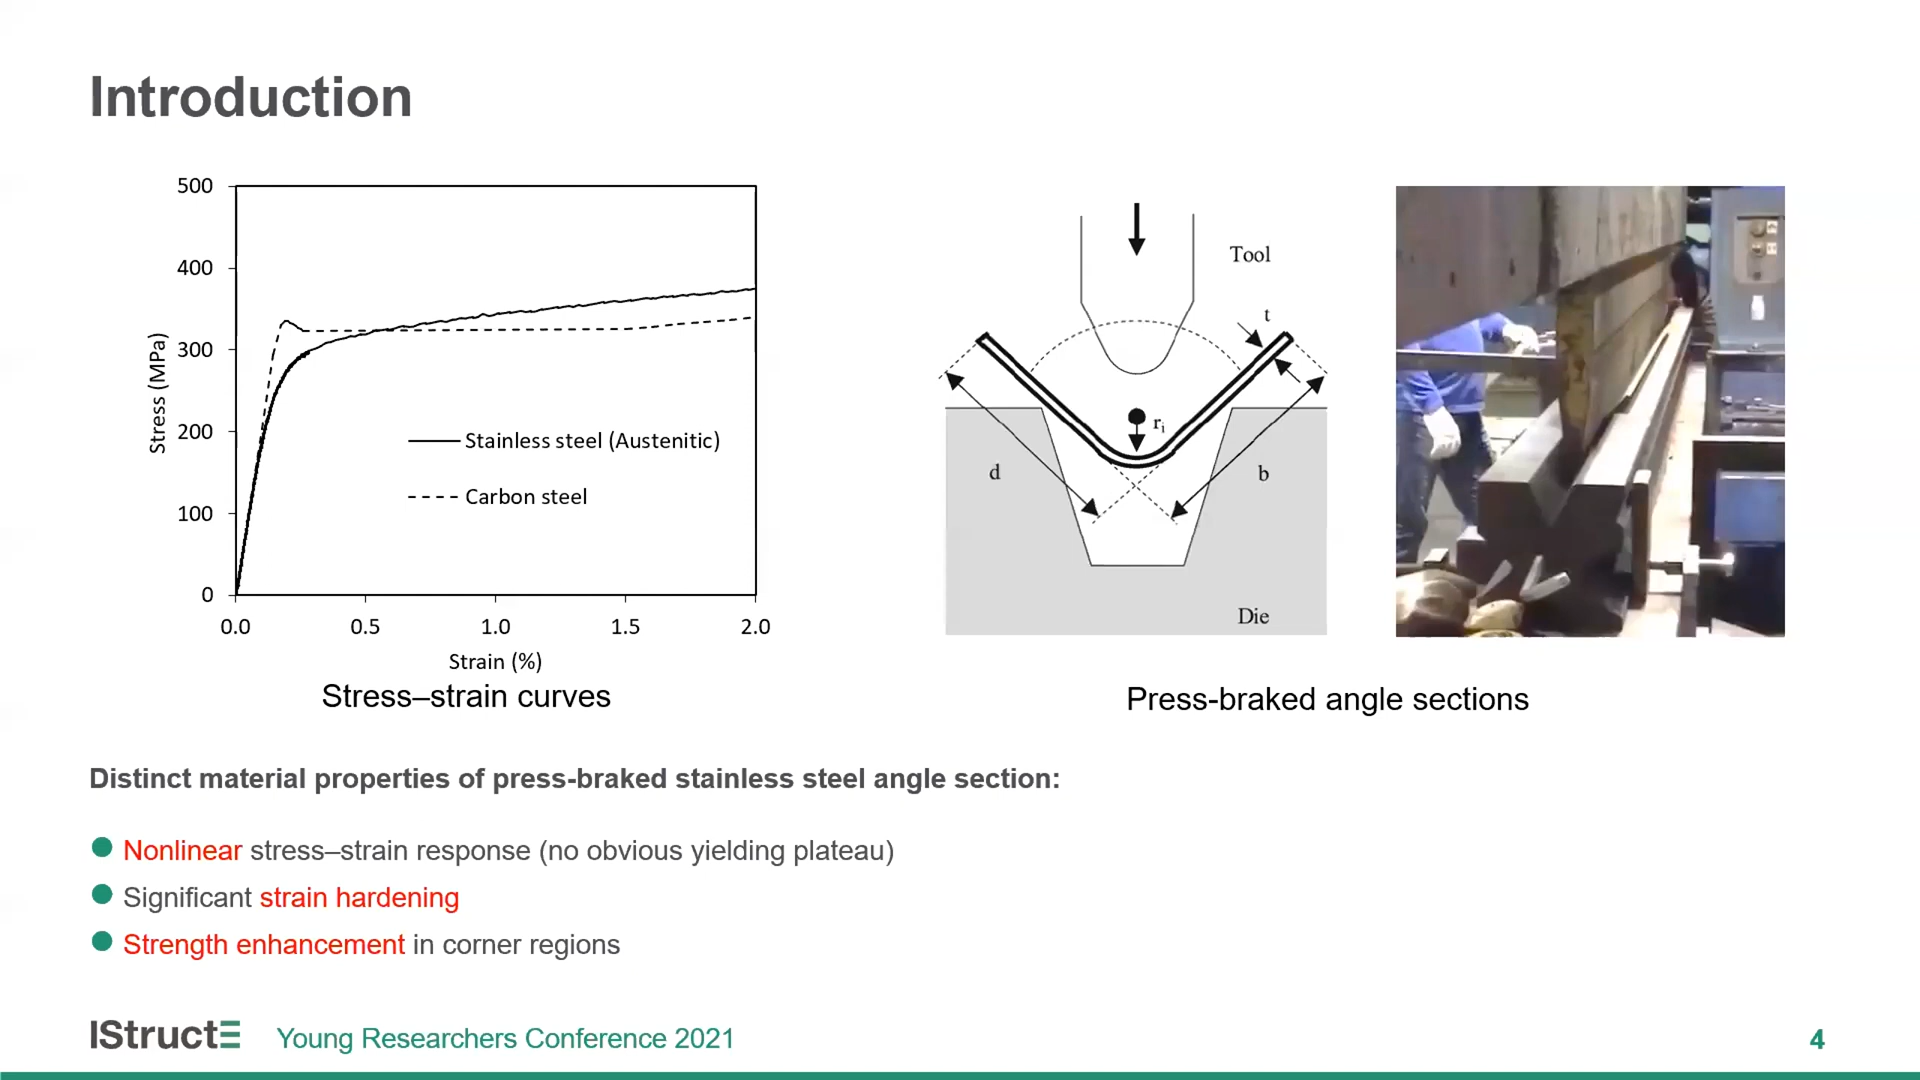 Introduction
500
400
300
200
100
0
Stress (MPa)
Stainless steel (Austenitic)
Carbon steel
0.0 0.5 1.0 1.5 2.0
Strain (%)
Stress–strain curves
Tool
t
ri
d
b
Die
Press-braked angle sections
Distinct material properties of press-braked stainless steel angle section:
Nonlinear stress–strain response (no obvious yielding plateau)
Significant strain hardening
Strength enhancement in corner regions
IStructE Young Researchers Conference 2021
4